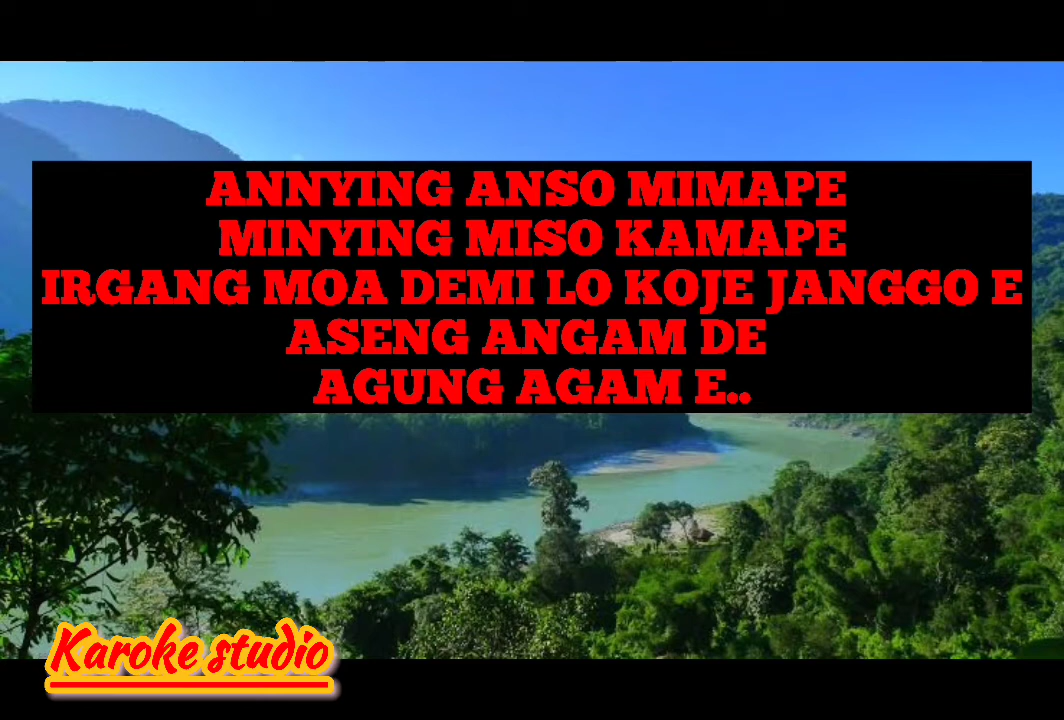 ANNYING ANSO MIMAPE
MINYING MISO KAMAPE
IRGANG MOA DEMI LO KOJE JANGGO E
ASENG ANGAM DE
AGUNG AGAM E..
Karoke studio